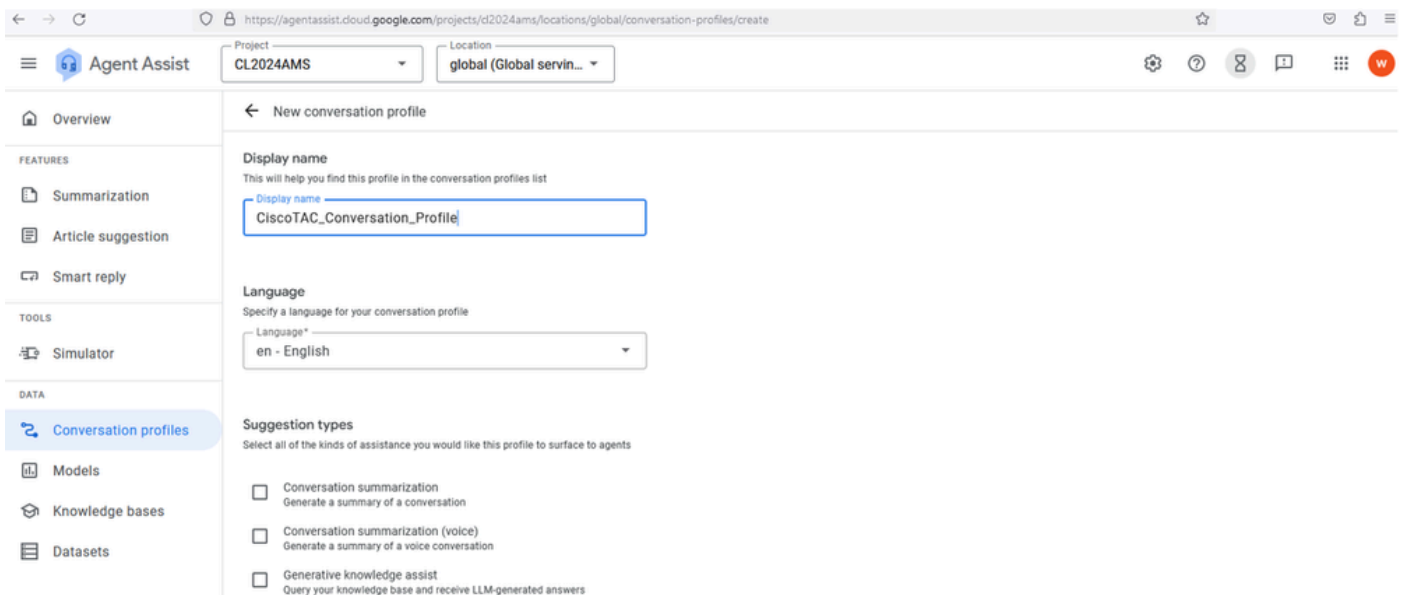 https://agentassist.cloud.google.com/projects/cl2024ams/locations/global/conversation-profiles/create
Agent Assist
Project
CL2024AMS
Location
global (Global servin...
W
Overview
FEATURES
Summarization
Article suggestion
Smart reply
TOOLS
Simulator
DATA
Conversation profiles
Models
Knowledge bases
Datasets
New conversation profile
Display name
This will help you find this profile in the conversation profiles list
Display name
CiscoTAC_Conversation_Profile
Language
Specify a language for your conversation profile
Language*
en - English
Suggestion types
Select all of the kinds of assistance you would like this profile to surface to agents
Conversation summarization
Generate a summary of a conversation
Conversation summarization (voice)
Generate a summary of a voice conversation
Generative knowledge assist
Query your knowledge base and receive LLM-generated answers